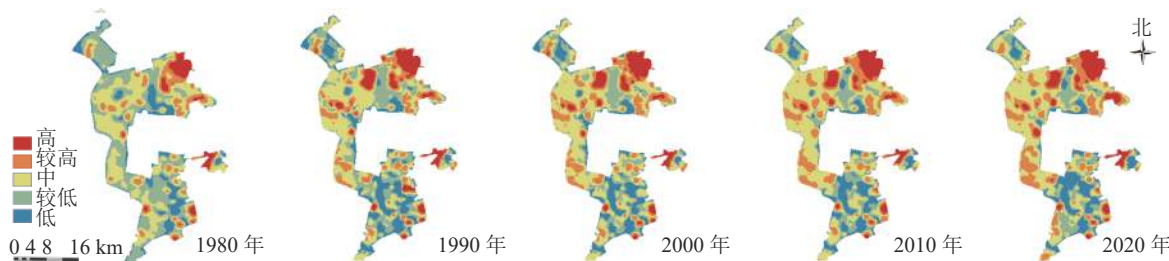 北
高
较高
中
较低
低
0 4 8 16 km
1980 年
1990 年
2000 年
2010 年
2020 年